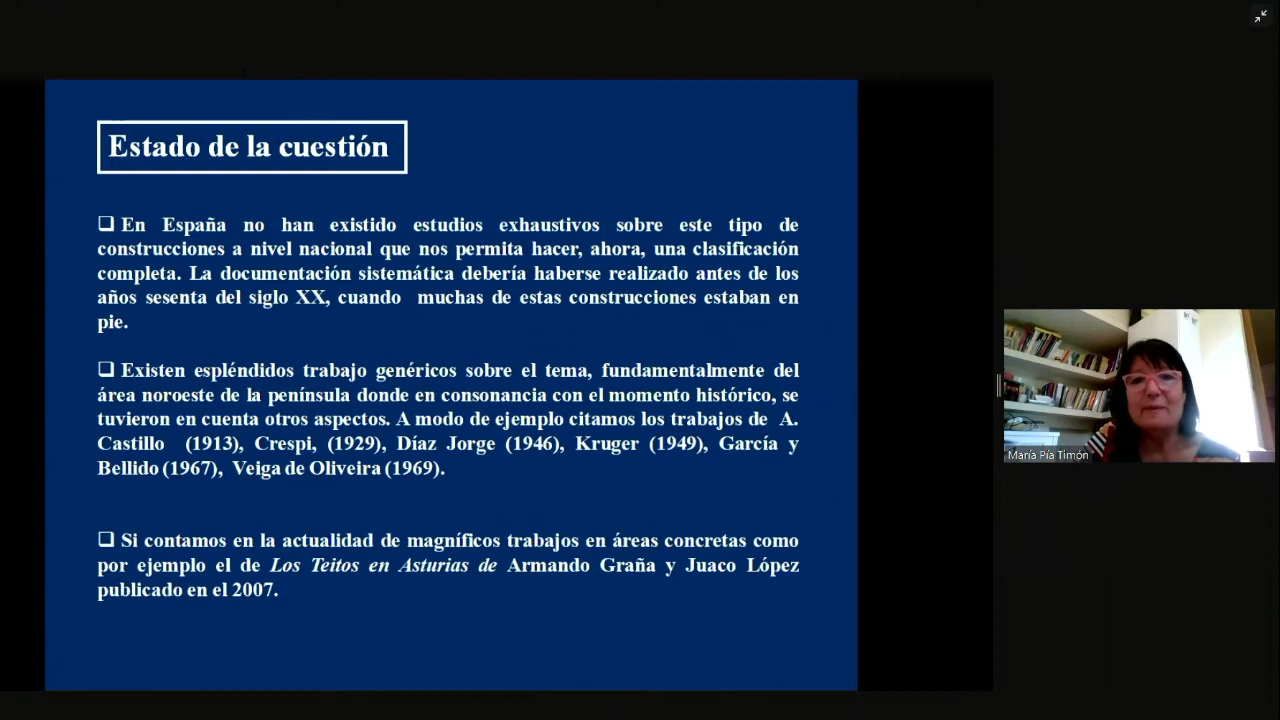 Estado de la cuestión
❑ En España no han existido estudios exhaustivos sobre este tipo de
construcciones a nivel nacional que nos permita hacer, ahora, una clasificación
completa. La documentación sistemática debería haberse realizado antes de los
años sesenta del siglo XX, cuando muchas de estas construcciones estaban en
pie.
❑ Existen espléndidos trabajo genéricos sobre el tema, fundamentalmente del
área noroeste de la península donde en consonancia con el momento histórico, se
tuvieron en cuenta otros aspectos. A modo de ejemplo citamos los trabajos de A.
Castillo (1913), Crespi, (1929), Díaz Jorge (1946), Kruger (1949), García y
Bellido (1967), Veiga de Oliveira (1969).
❑ Si contamos en la actualidad de magníficos trabajos en áreas concretas como
por ejemplo el de Los Teitos en Asturias de Armando Graña y Juaco López
publicado en el 2007.
María Pía Timón